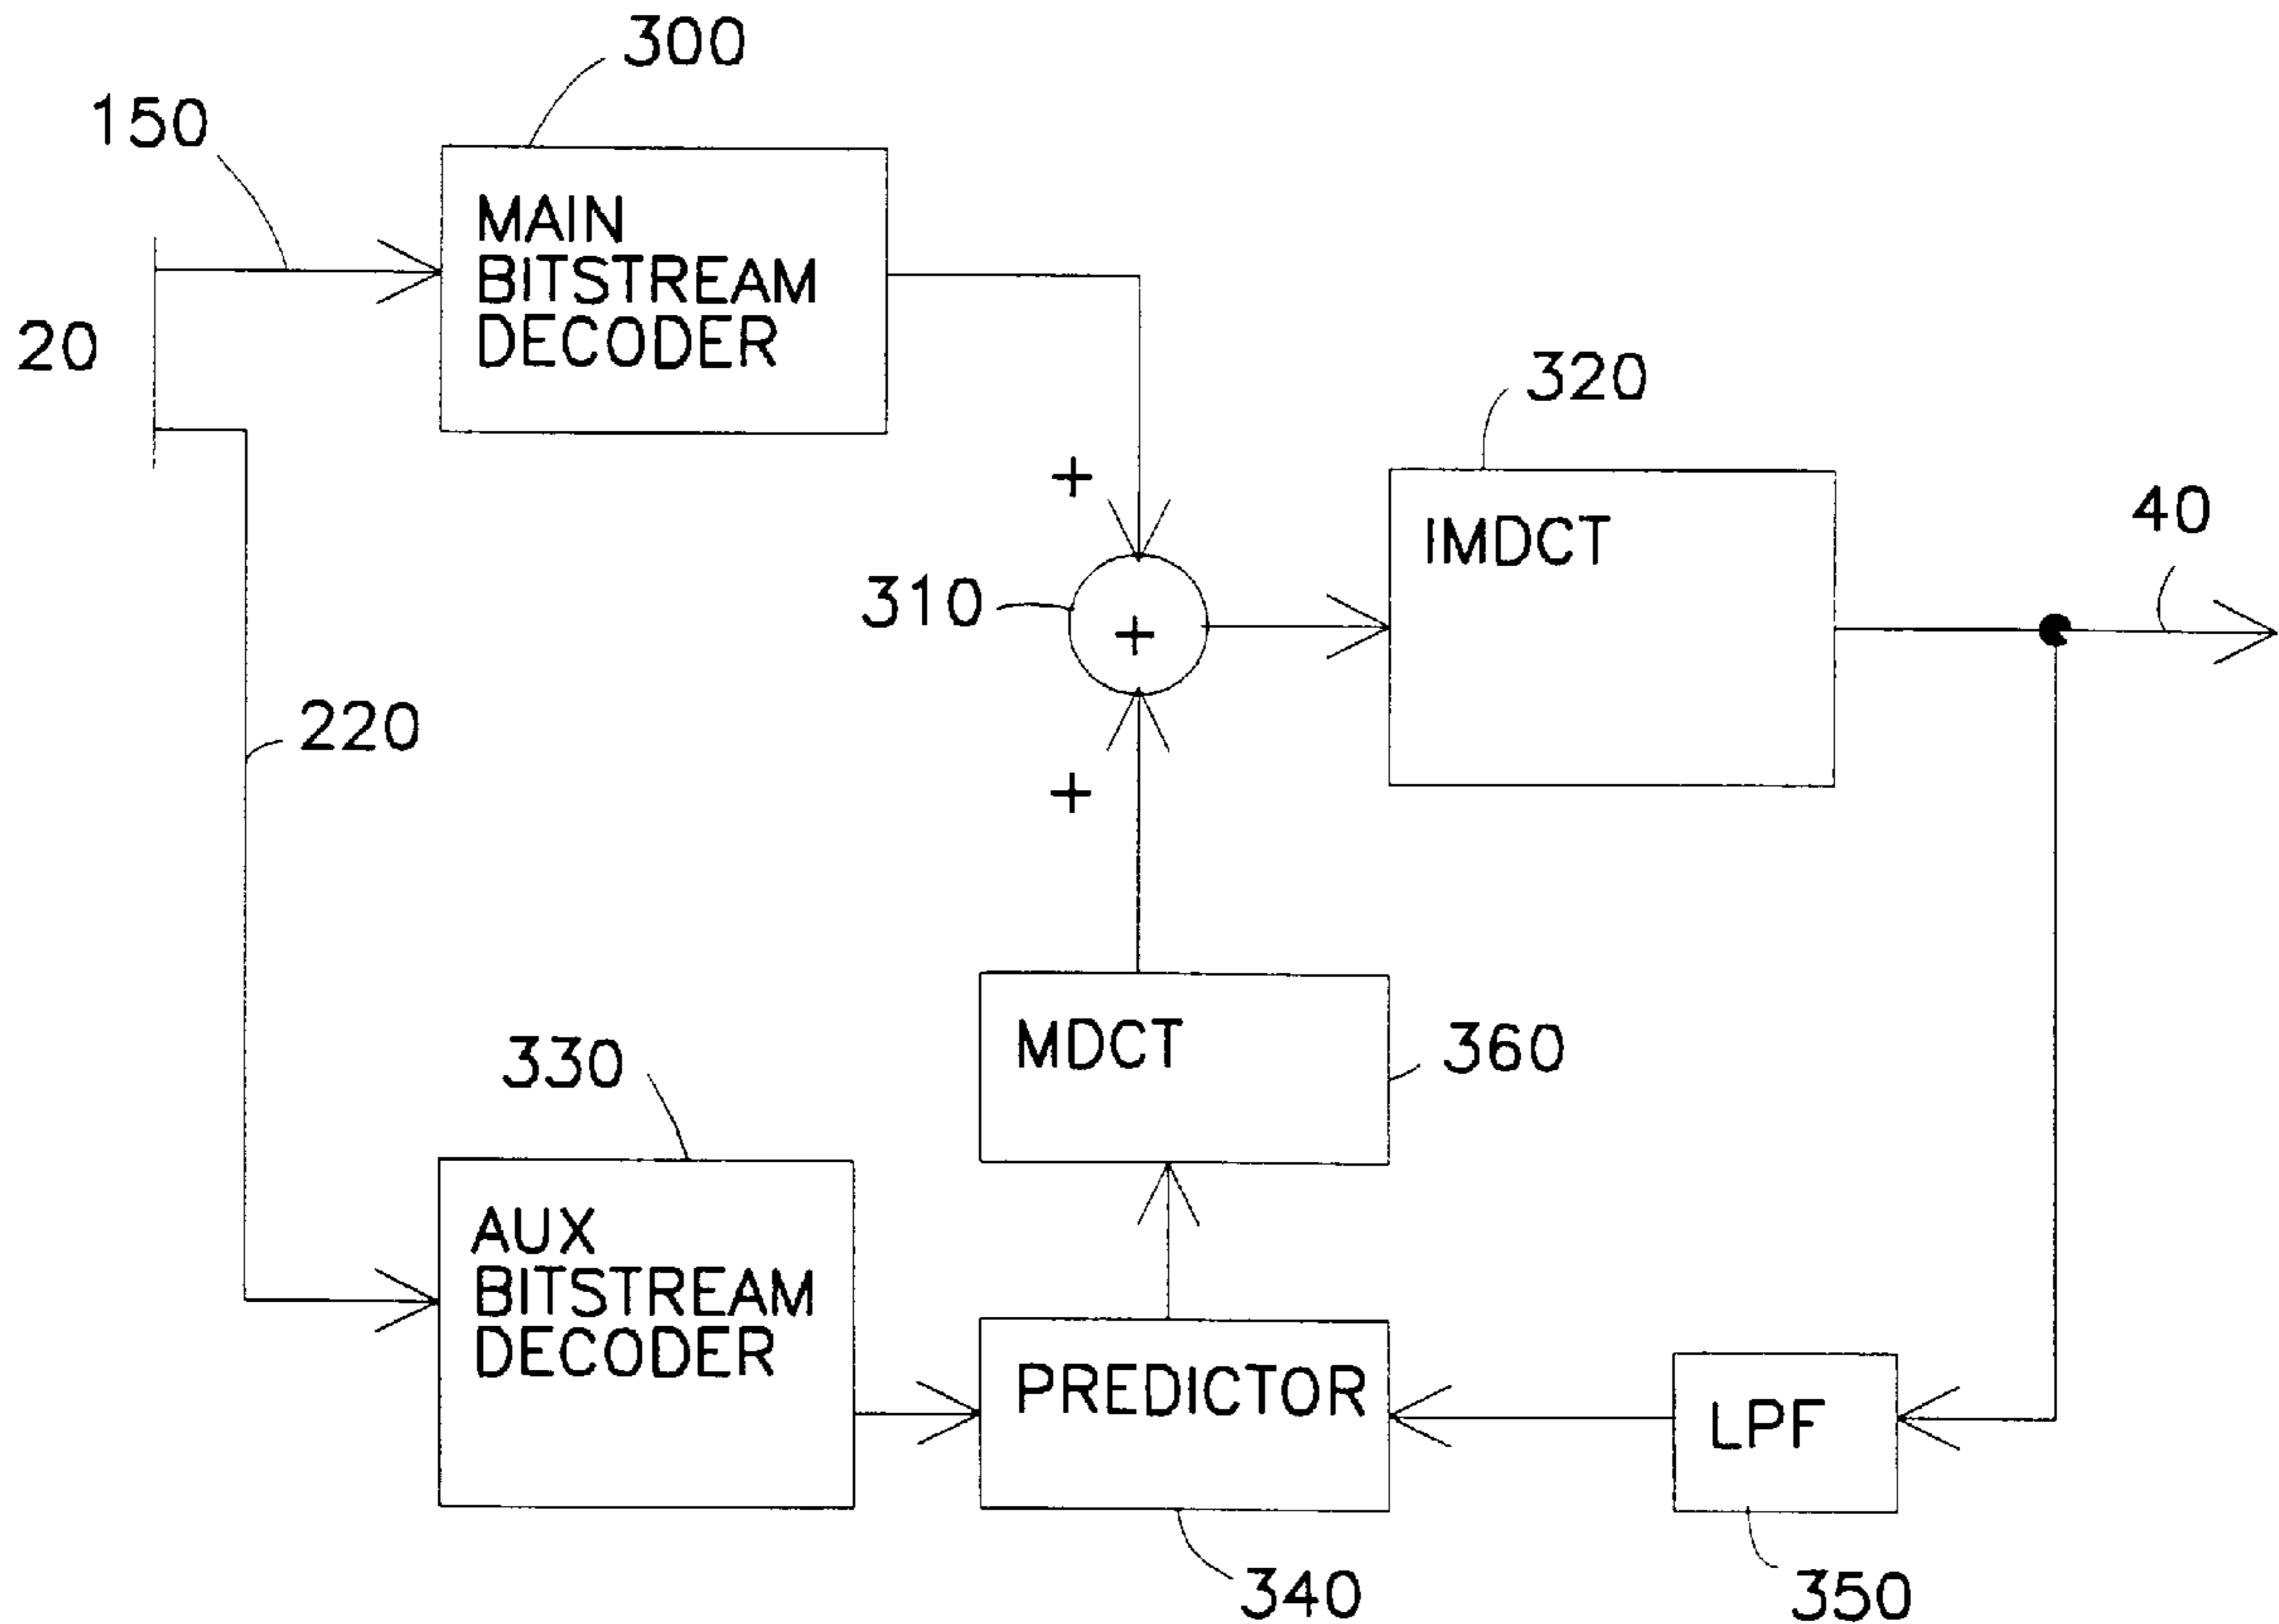 300
150
MAIN
BITSTREAM
DECODER
20
320
IMDCT
40
+
310
+
220
+
MDCT
360
330
AUX
BITSTREAM
DECODER
PREDICTOR
LPF
340
350